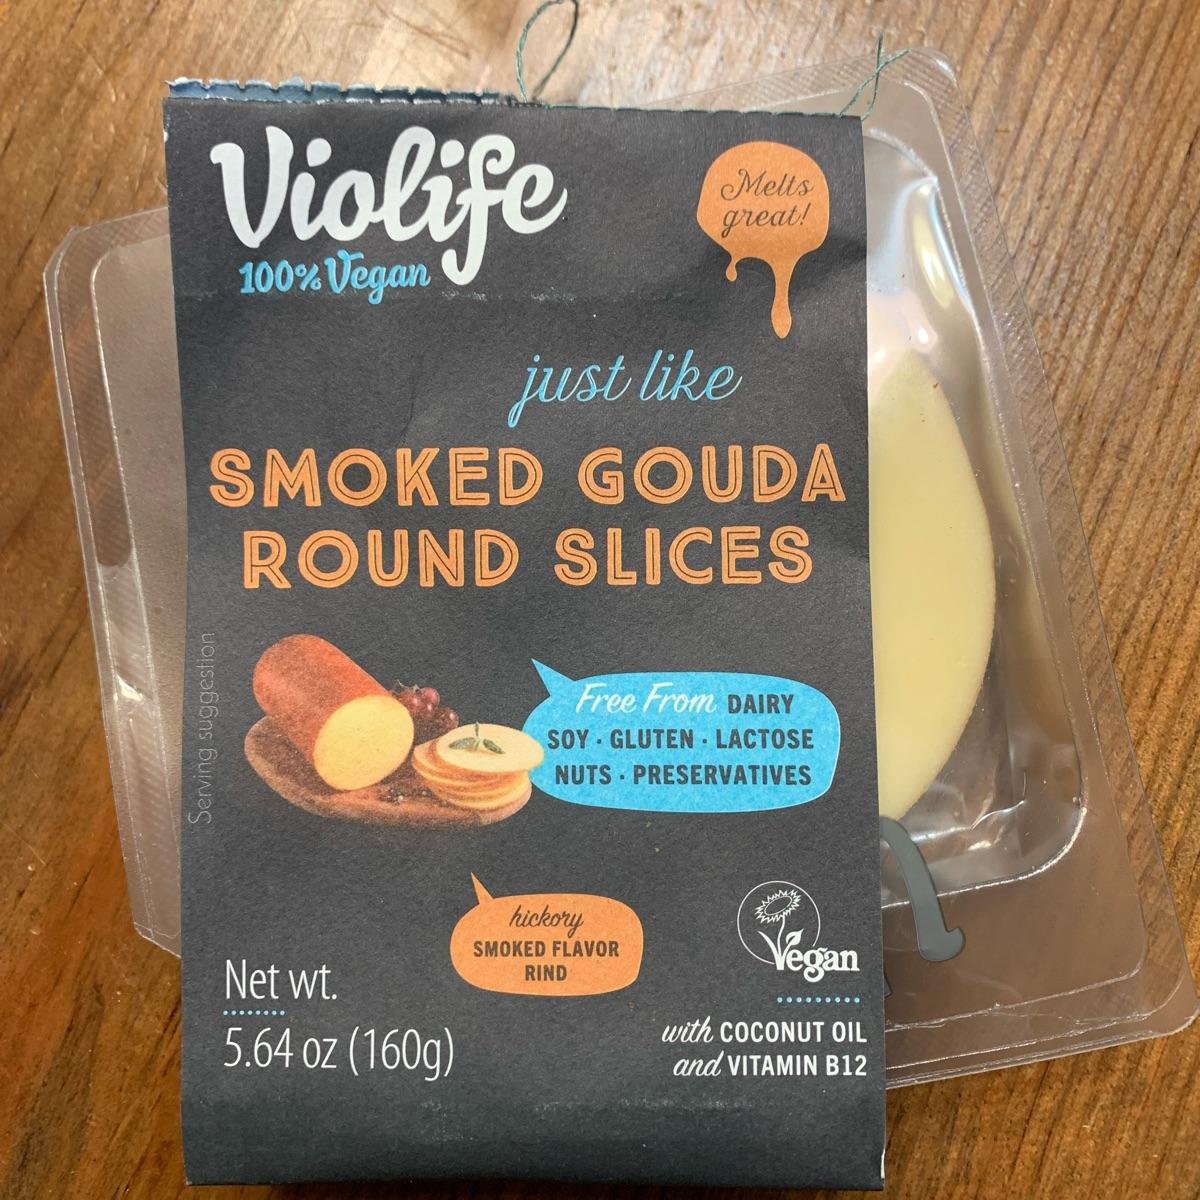 Violife
100% Vegan
Melts
great!
just like
SMOKED GOUDA
ROUND SLICES
Serving suggestion
Free From DAIRY
SOY · GLUTEN · LACTOSE
NUTS · PRESERVATIVES
hickory
SMOKED FLAVOR
RIND
Vegan
Net wt.
5.64 oz (160g)
with COCONUT OIL
and VITAMIN B12